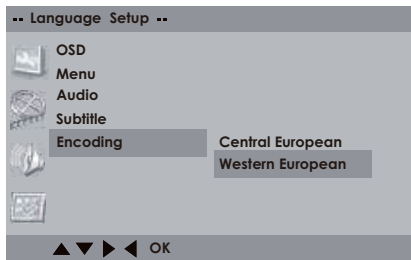 -- Language Setup --
OSD
Menu
Audio
Subtitle
Encoding
Central European
Western European
OK